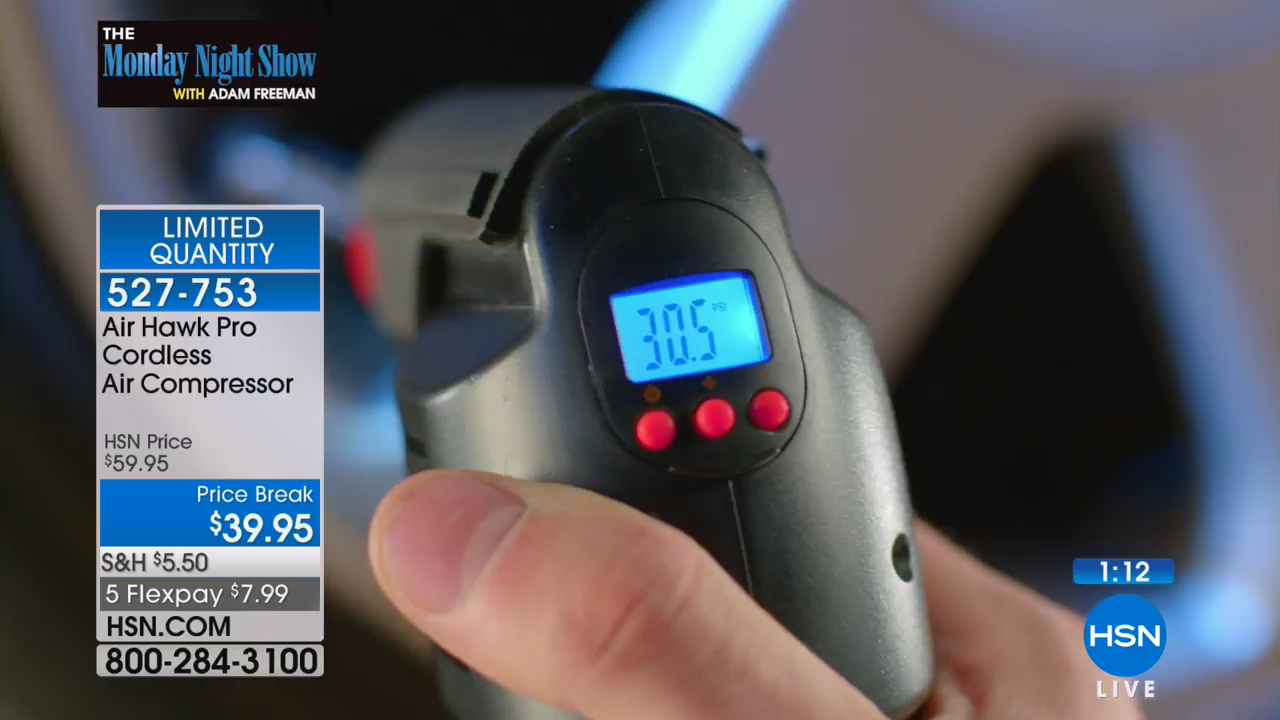 THE
Monday Night Show
WITH ADAM FREEMAN
LIMITED
QUANTITY
527-753
Air Hawk Pro
Cordless
Air Compressor
HSN Price
$59.95
Price Break
$39.95
S&H $5.50
5 Flexpay $7.99
HSN.COM
800-284-3100
30.5 PSI
1:12
HSN
LIVE